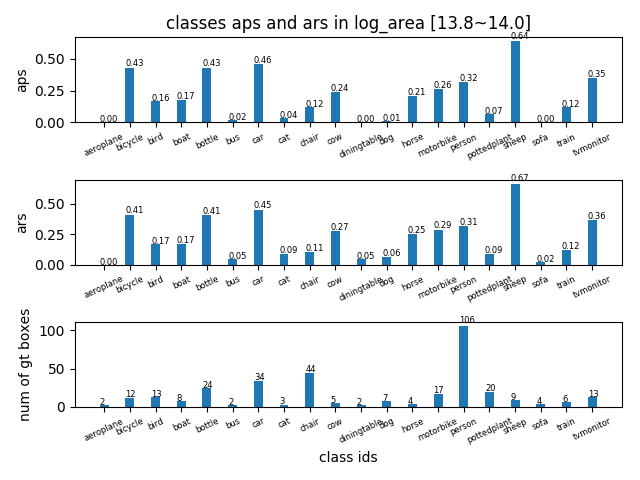 classes aps and ars in log_area [13.8~14.0]
aps
0.00 0.25 0.50
0.00 0.43 0.16 0.17 0.43 0.02 0.46 0.04 0.12 0.24 0.00 0.01 0.21 0.26 0.32 0.07 0.64 0.00 0.12 0.35
aeroplane bicycle bird boat bottle bus car cat chair cow diningtable dog horse motorbike person pottedplant sheep sofa train tvmonitor
ars
0.00 0.25 0.50
0.00 0.41 0.17 0.17 0.41 0.05 0.45 0.09 0.11 0.27 0.05 0.06 0.25 0.29 0.31 0.09 0.67 0.02 0.12 0.36
aeroplane bicycle bird boat bottle bus car cat chair cow diningtable dog horse motorbike person pottedplant sheep sofa train tvmonitor
num of gt boxes
0 50 100
2 12 13 8 24 2 34 3 44 5 2 7 4 17 106 20 9 4 6 13
aeroplane bicycle bird boat bottle bus car cat chair cow diningtable dog horse motorbike person pottedplant sheep sofa train tvmonitor
class ids